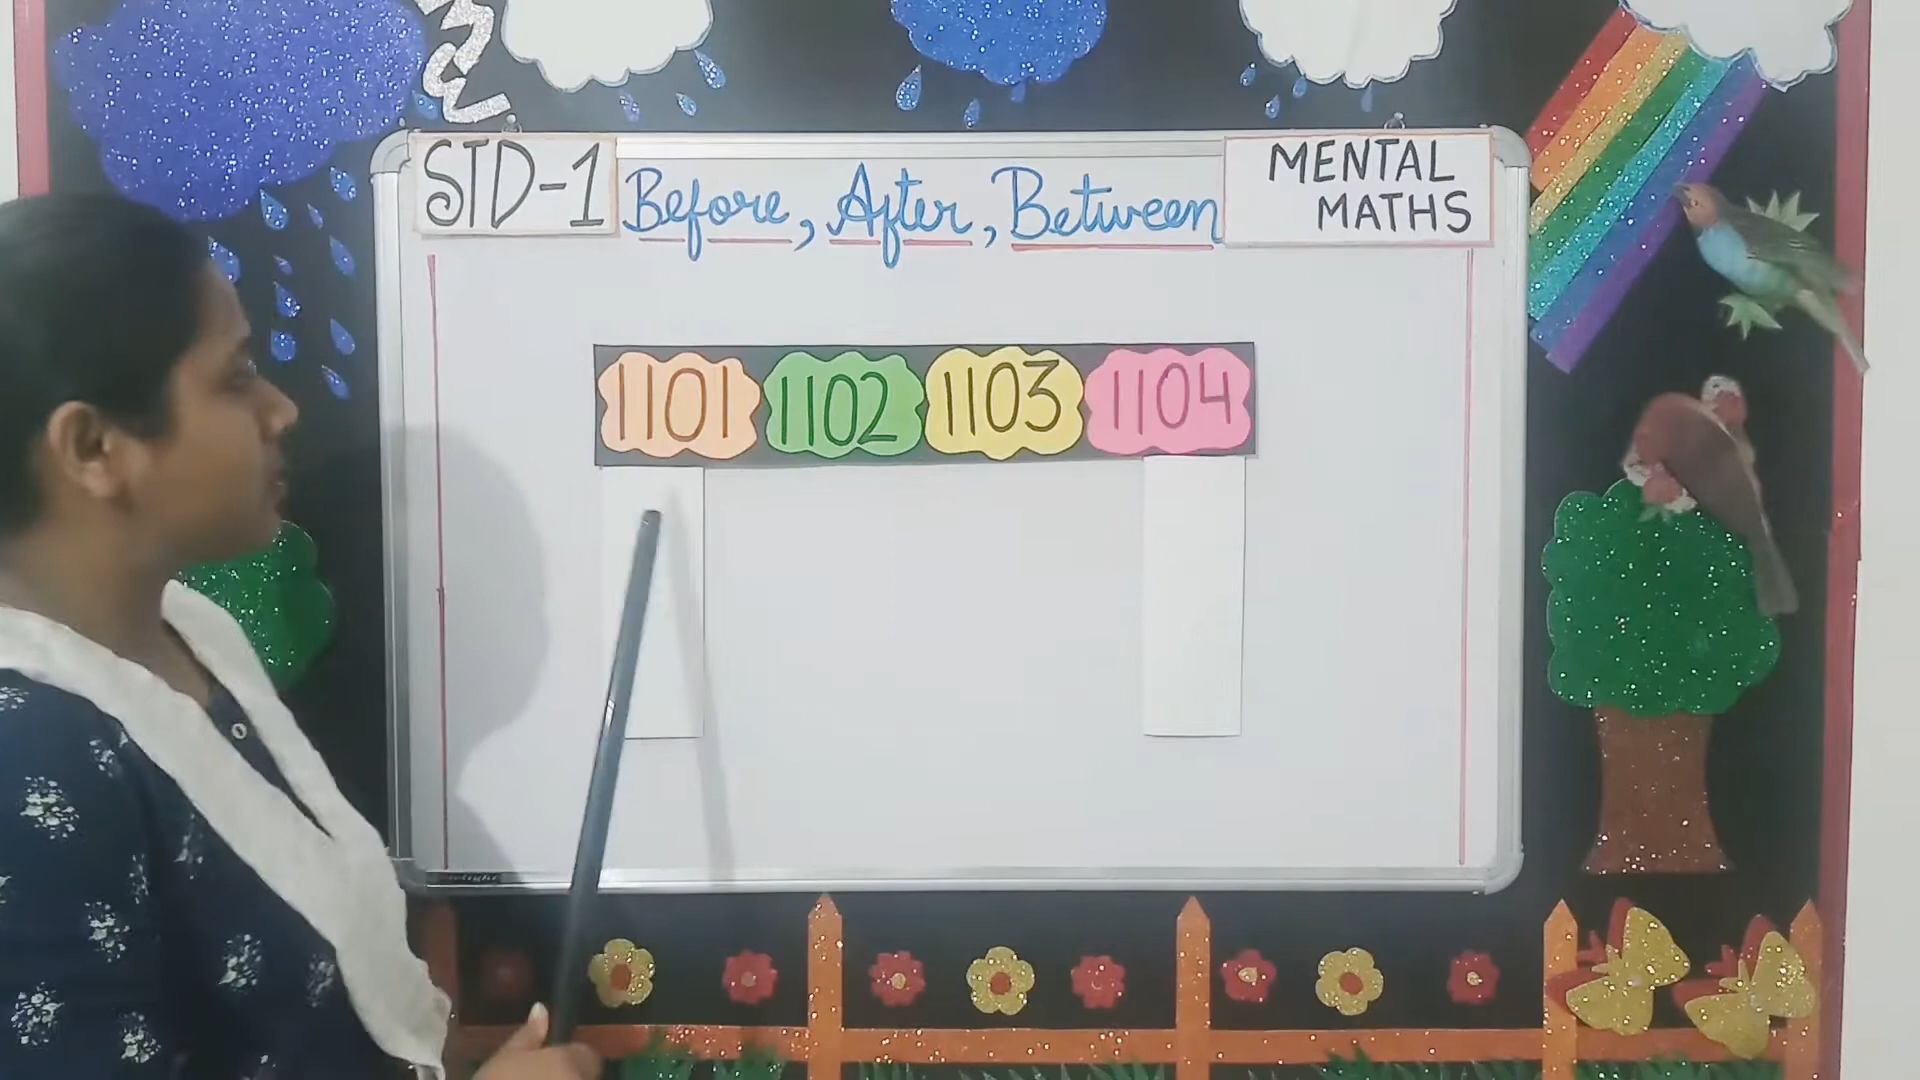 STD-1
Before, After, Between
MENTAL
MATHS
1101 1102 1103 1104